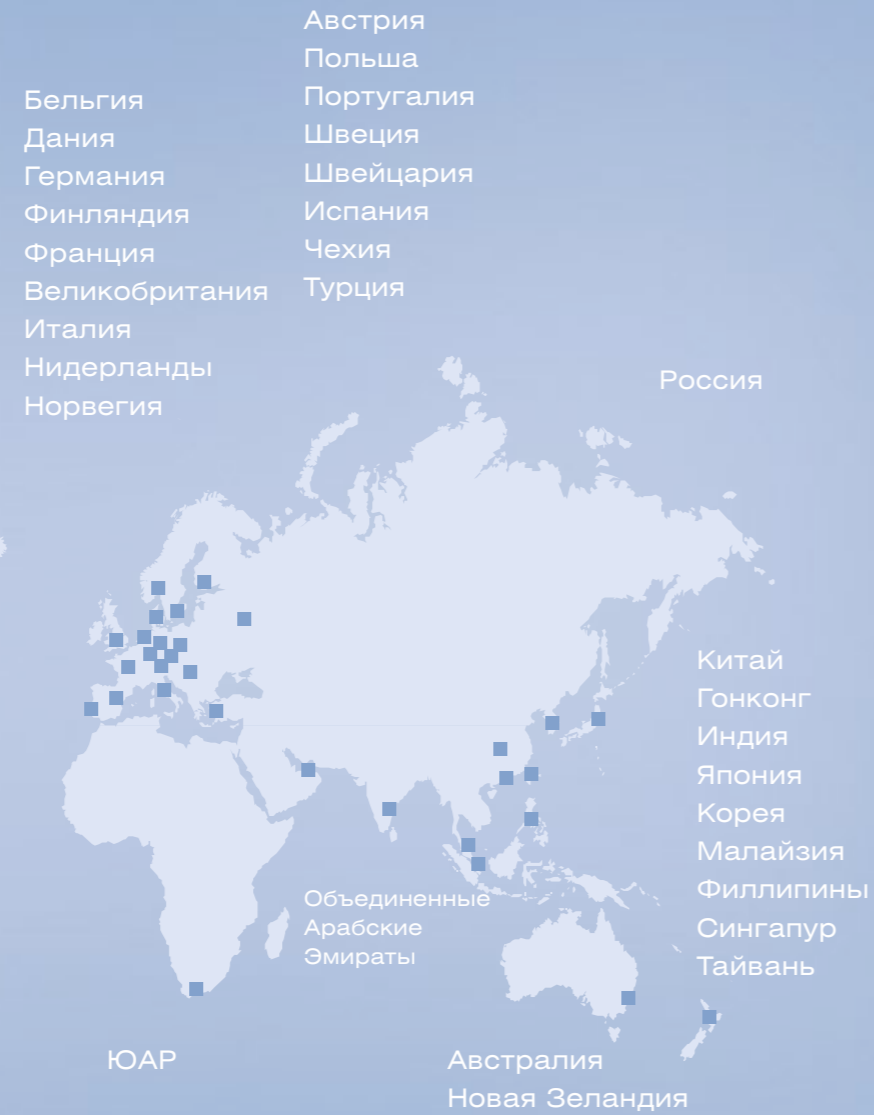 Бельгия
Дания
Германия
Финляндия
Франция
Великобритания
Италия
Нидерланды
Норвегия
Австрия
Польша
Португалия
Швеция
Швейцария
Испания
Чехия
Турция
Россия
Китай
Гонконг
Индия
Япония
Корея
Малайзия
Филлипины
Сингапур
Тайвань
Объединенные
Арабские
Эмираты
ЮАР
Австралия
Новая Зеландия